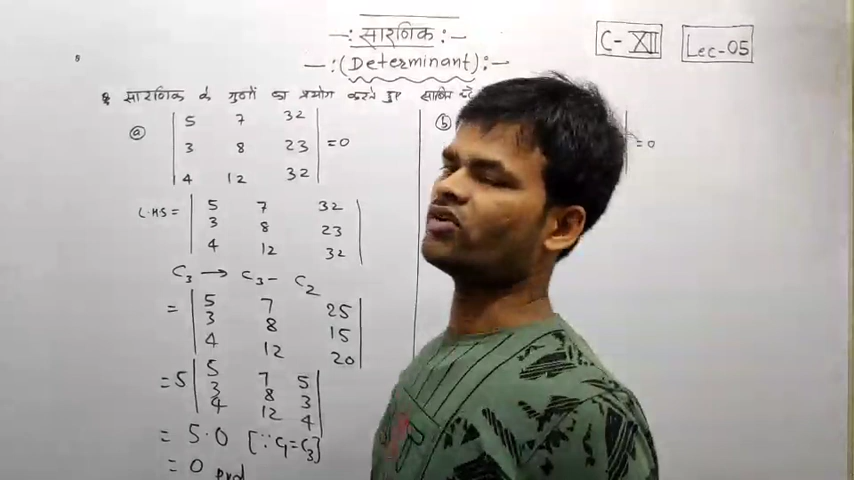 -: सारणिक :-
-: (Determinant) :-
C- XII
Lec-05
सारणिक के गुणों का प्रयोग करते हुए साबित
ⓐ | 5 7 32 |
| 3 8 23 | = 0
| 4 12 32 |
L.HS = | 5 7 32 |
| 3 8 23 |
| 4 12 32 |
C₃ → C₃ - C₂
= | 5 7 25 |
| 3 8 15 |
| 4 12 20 |
= 5 | 5 7 5 |
| 3 8 3 |
| 4 12 4 |
= 5·0 [∵ C₁ = C₃]
= 0 prd
ⓑ
= 0